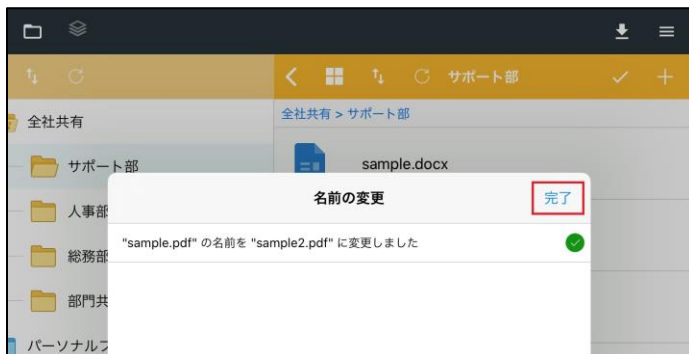 サポート部
全社共有
全社共有 > サポート部
サポート部
sample.docx
人事部
総務部
部門共
パーソナルフ
名前の変更
完了
"sample.pdf" の名前を "sample2.pdf" に変更しました